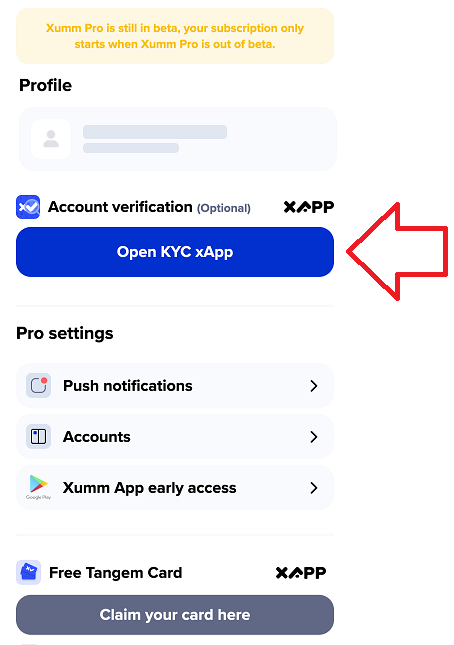 Xumm Pro is still in beta, your subscription only
starts when Xumm Pro is out of beta.
Profile
Account verification (Optional) XAPP
Open KYC xApp
Pro settings
Push notifications
Accounts
Google Play
Xumm App early access
Free Tangem Card XAPP
Claim your card here